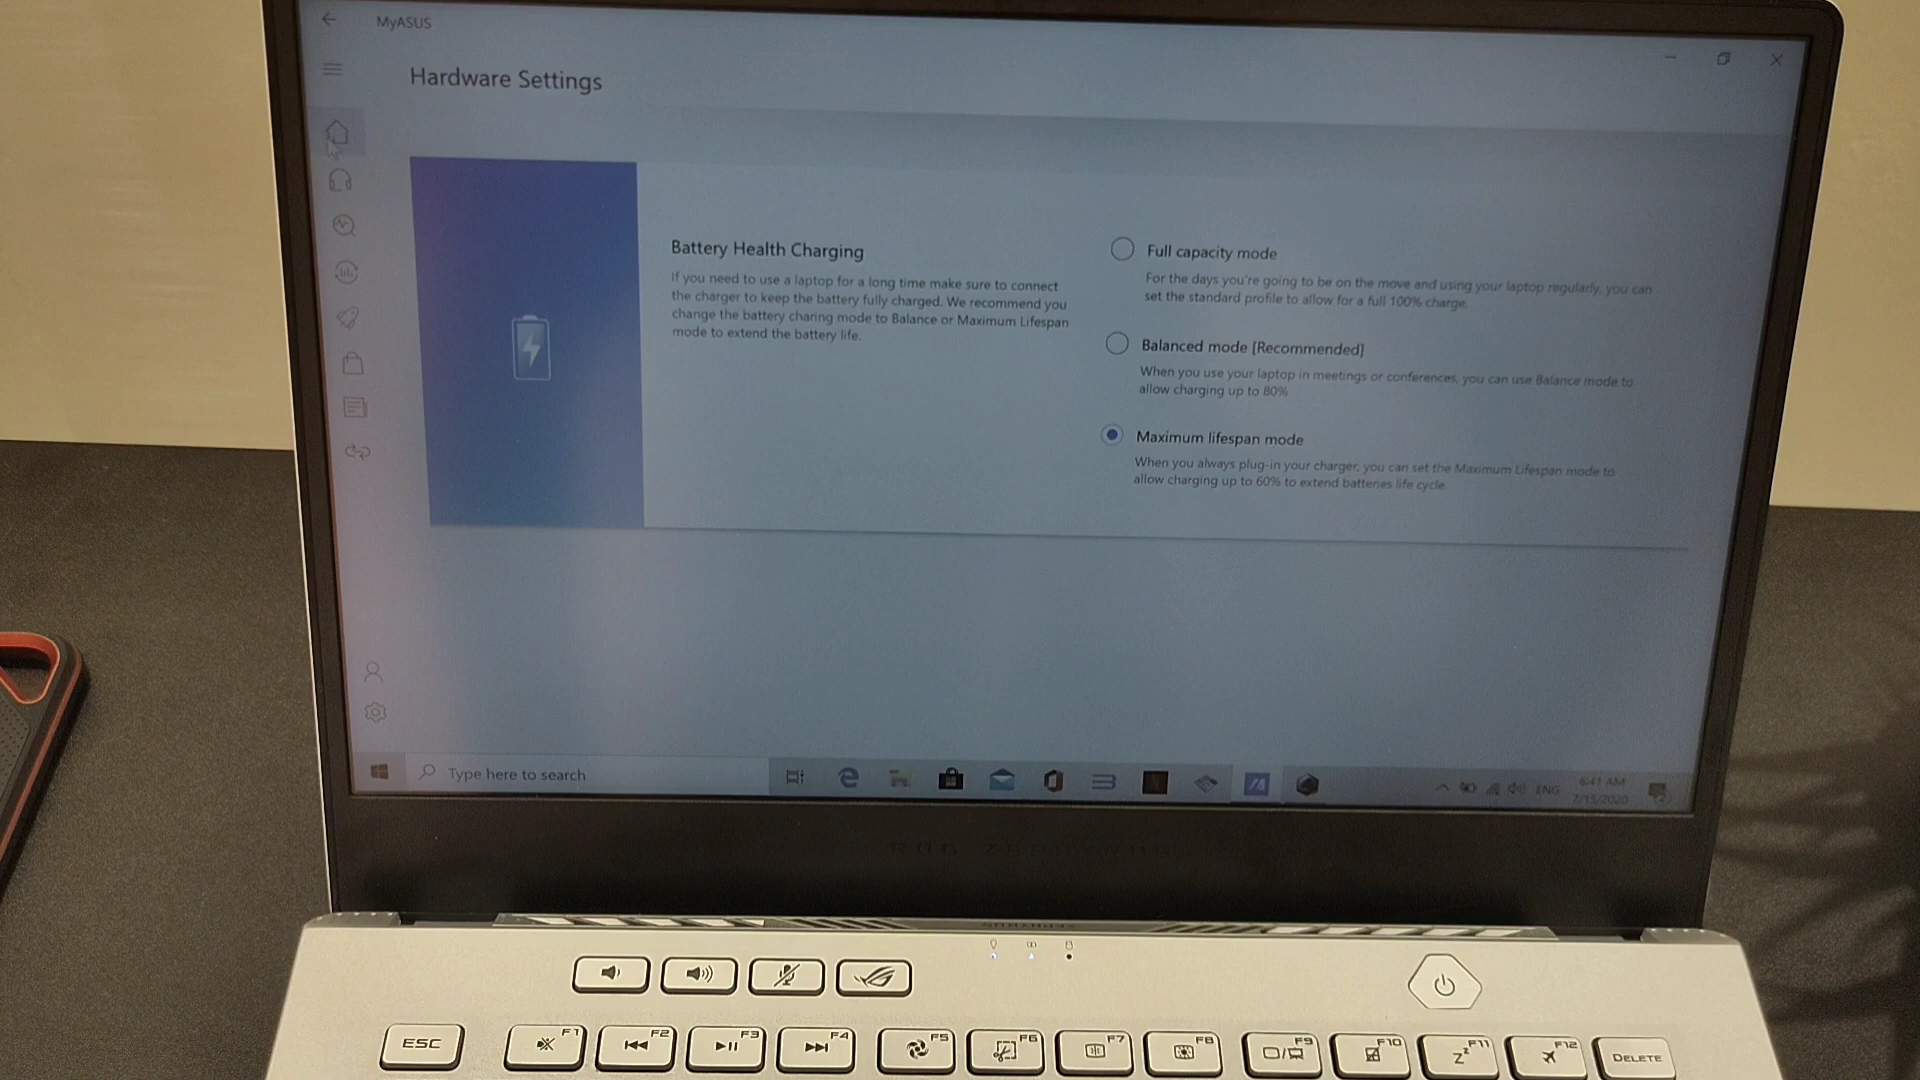 MyASUS
Hardware Settings
Battery Health Charging
If you need to use a laptop for a long time make sure to connect
the charger to keep the battery fully charged. We recommend you
change the battery charing mode to Balance or Maximum Lifespan
mode to extend the battery life.
Full capacity mode
For the days you're going to be on the move and using your laptop regularly, you can
set the standard profile to allow for a full 100% charge.
Balanced mode [Recommended]
When you use your laptop in meetings or conferences, you can use Balance mode to
allow charging up to 80%
Maximum lifespan mode
When you always plug-in your charger, you can set the Maximum Lifespan mode to
allow charging up to 60% to extend batteries life cycle.
Type here to search
ENG
6:41 AM
7/15/2020
ESC
F1
F2
F3
F4
F5
F6
F7
F8
F9
F10
F11
F12
DELETE